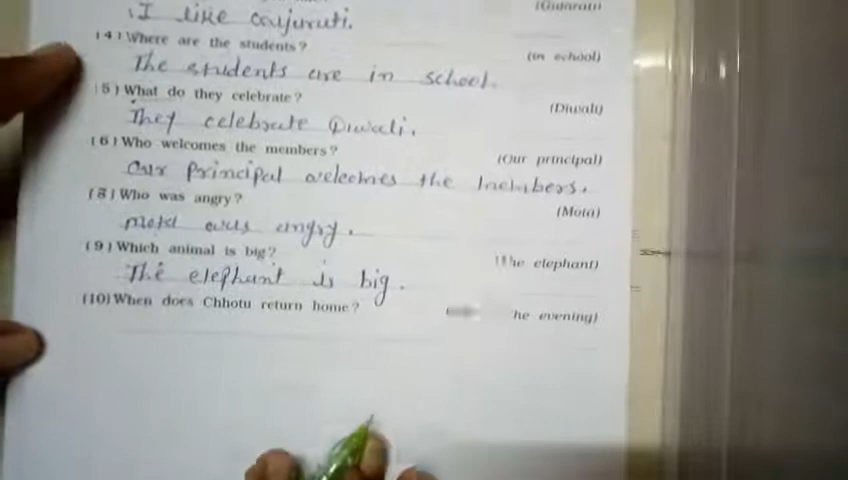 I like Gujurati. (Gujarati)
(4) Where are the students? (in school)
The students are in school.
(5) What do they celebrate? (Diwali)
They celebrate Diwali.
(6) Who welcomes the members? (Our principal)
Our principal welcomes the members.
(8) Who was angry? (Mota)
Mota was angry.
(9) Which animal is big? (The elephant)
The elephant is big.
(10) When does Chhotu return home? he evening)